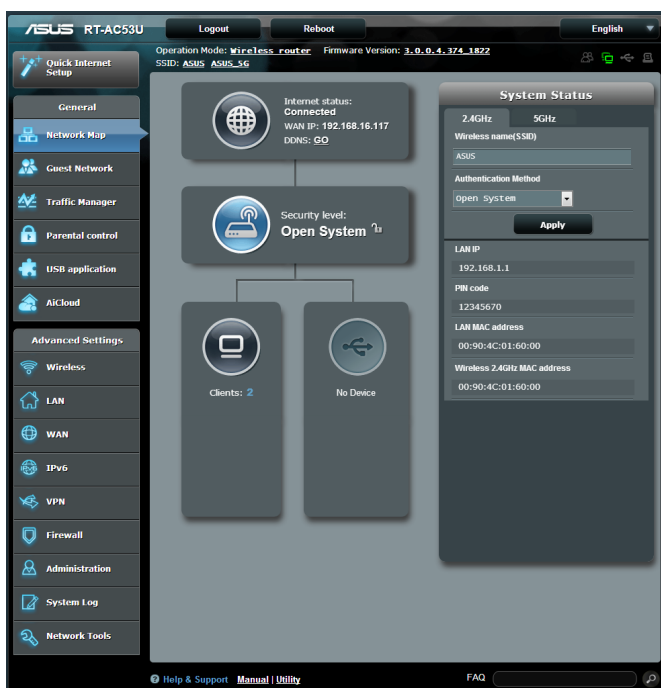 ASUS RT-AC53U Logout Reboot English
Quick Internet Setup
Operation Mode: Wireless router Firmware Version: 3.0.0.4.374_1822
SSID: ASUS ASUS_5G
General
Network Map
Guest Network
Traffic Manager
Parental control
USB application
AiCloud
Advanced Settings
Wireless
LAN
WAN
IPv6
IPv6
VPN
Firewall
Administration
System Log
Network Tools
Internet status:
Connected
WAN IP: 192.168.16.117
DDNS: GO
Security level:
Open System
Clients: 2
No Device
System Status
2.4GHz 5GHz
Wireless name(SSID)
ASUS
Authentication Method
Open System
Apply
LAN IP
192.168.1.1
PIN code
12345670
LAN MAC address
00:90:4C:01:60:00
Wireless 2.4GHz MAC address
00:90:4C:01:60:00
Help & Support Manual | Utility FAQ